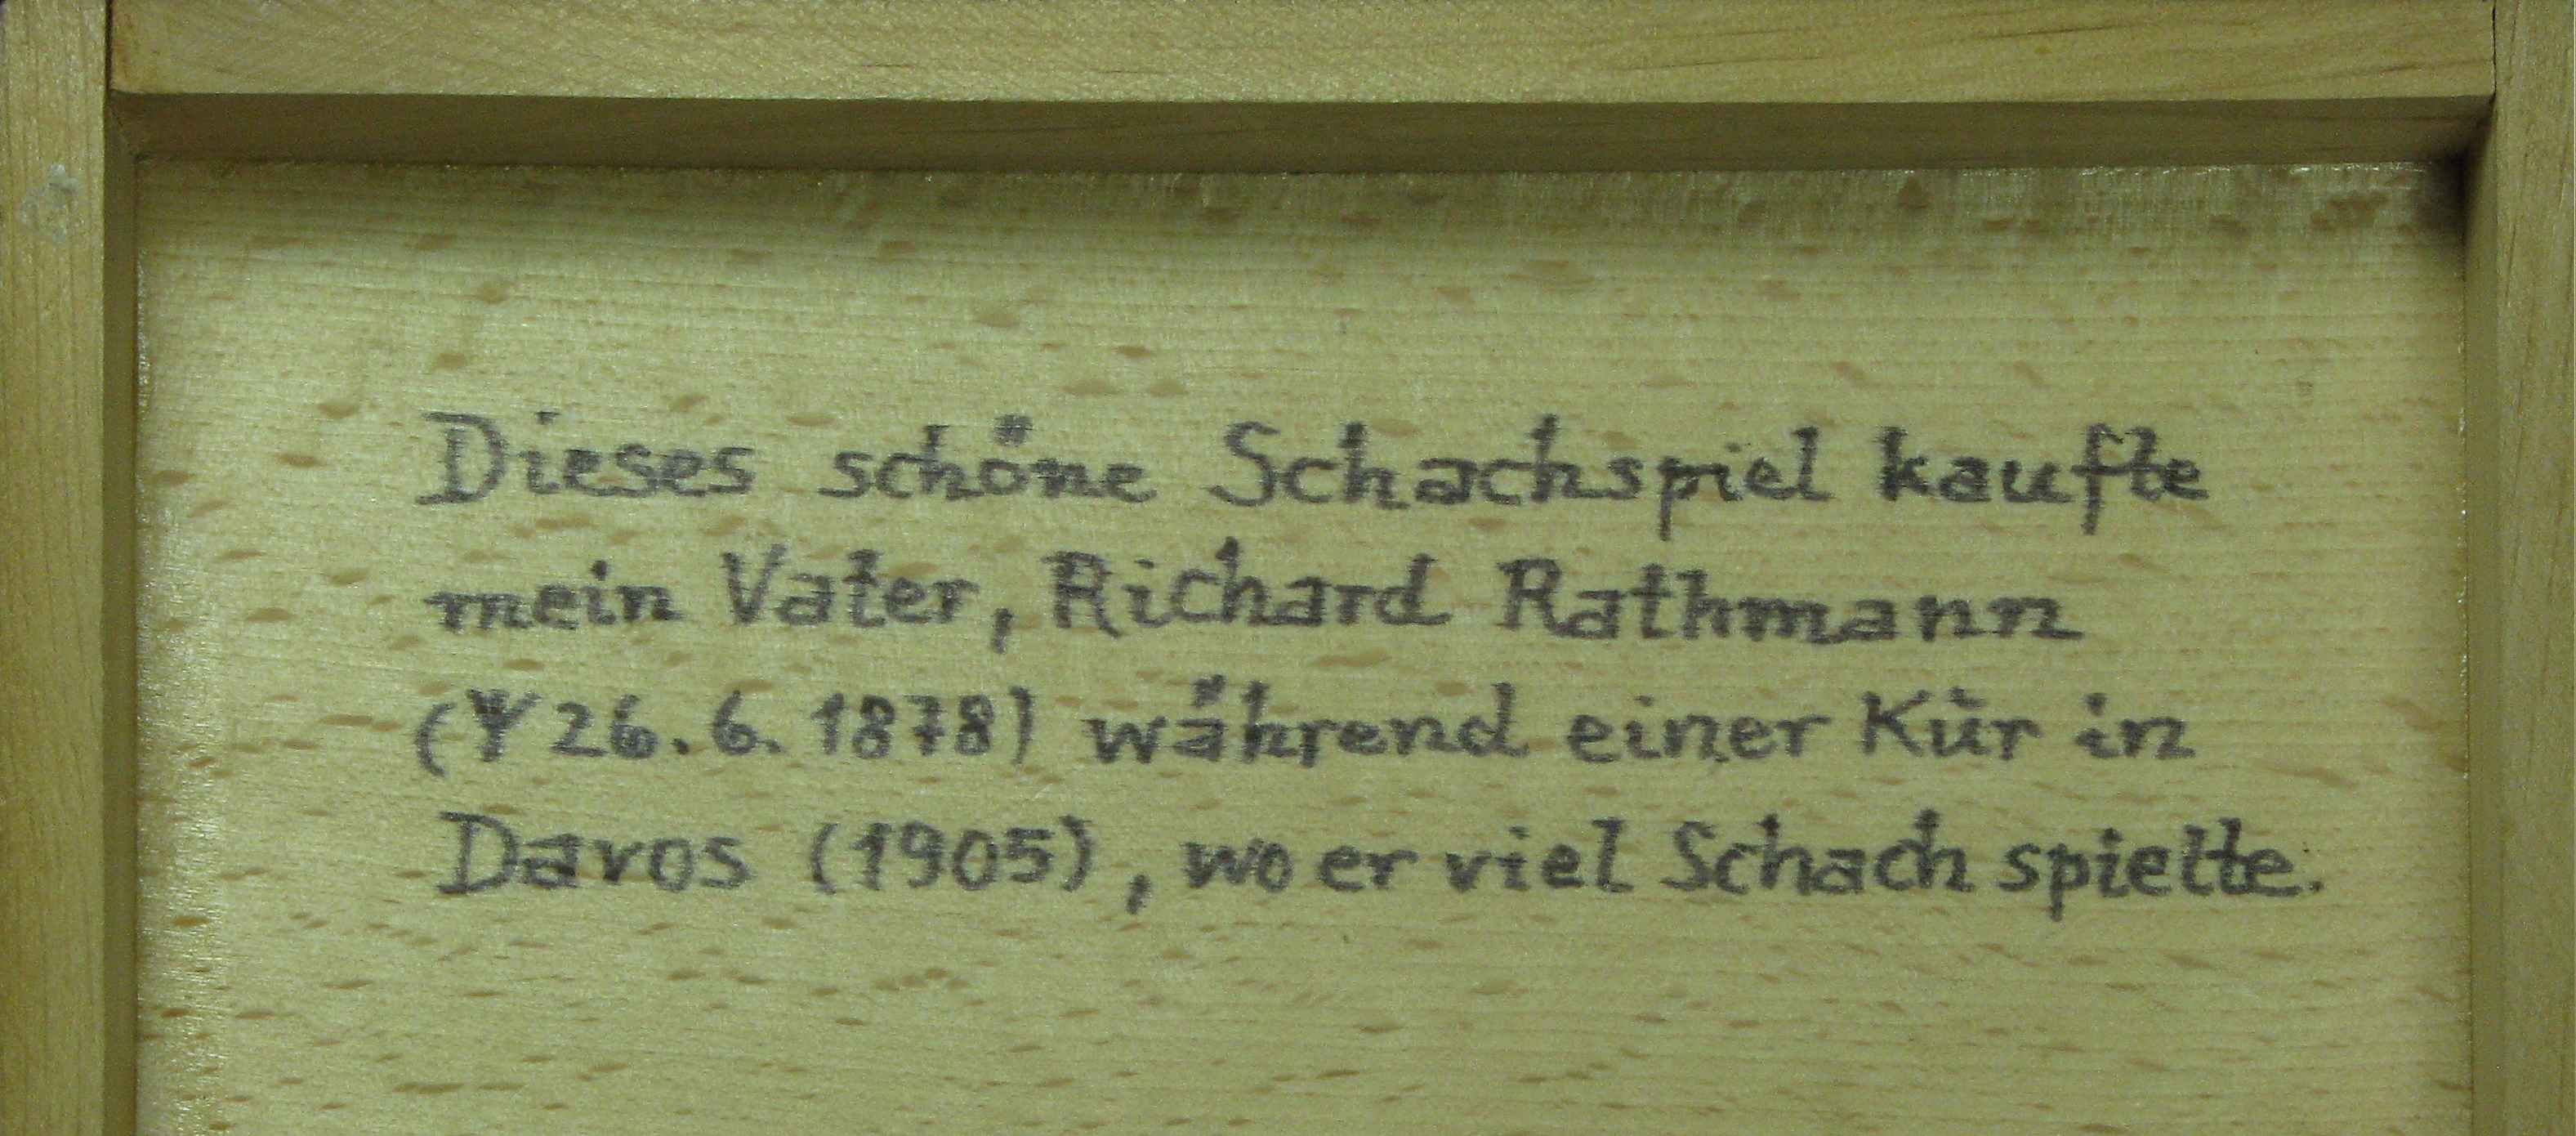 Dieses schöne Schachspiel kaufte
mein Vater, Richard Rathmann
(Ɏ 26. 6. 1878) während einer Kùr in
Davos (1905), wo er viel Schach spielte.